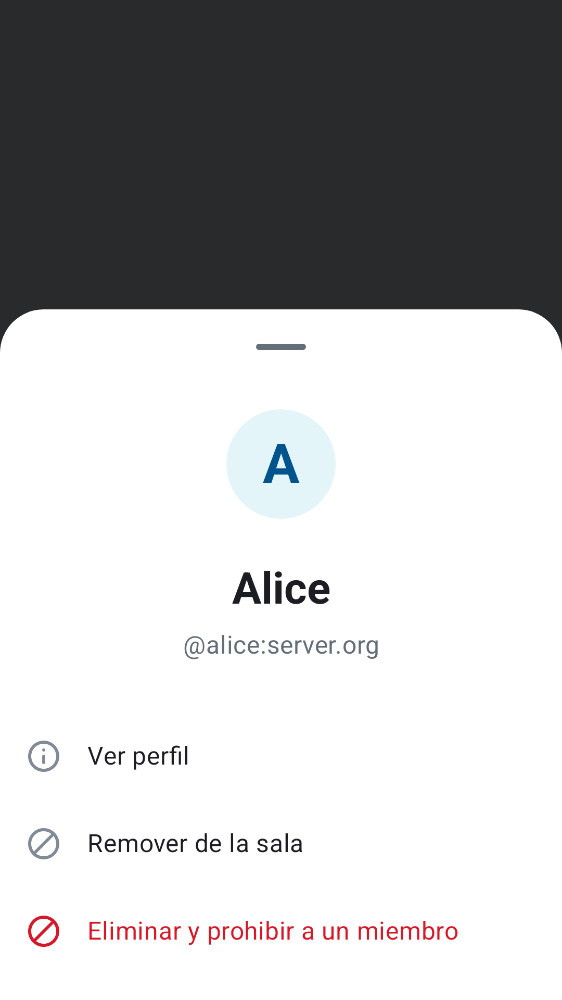 A
Alice
@alice:server.org
Ver perfil
Remover de la sala
Eliminar y prohibir a un miembro